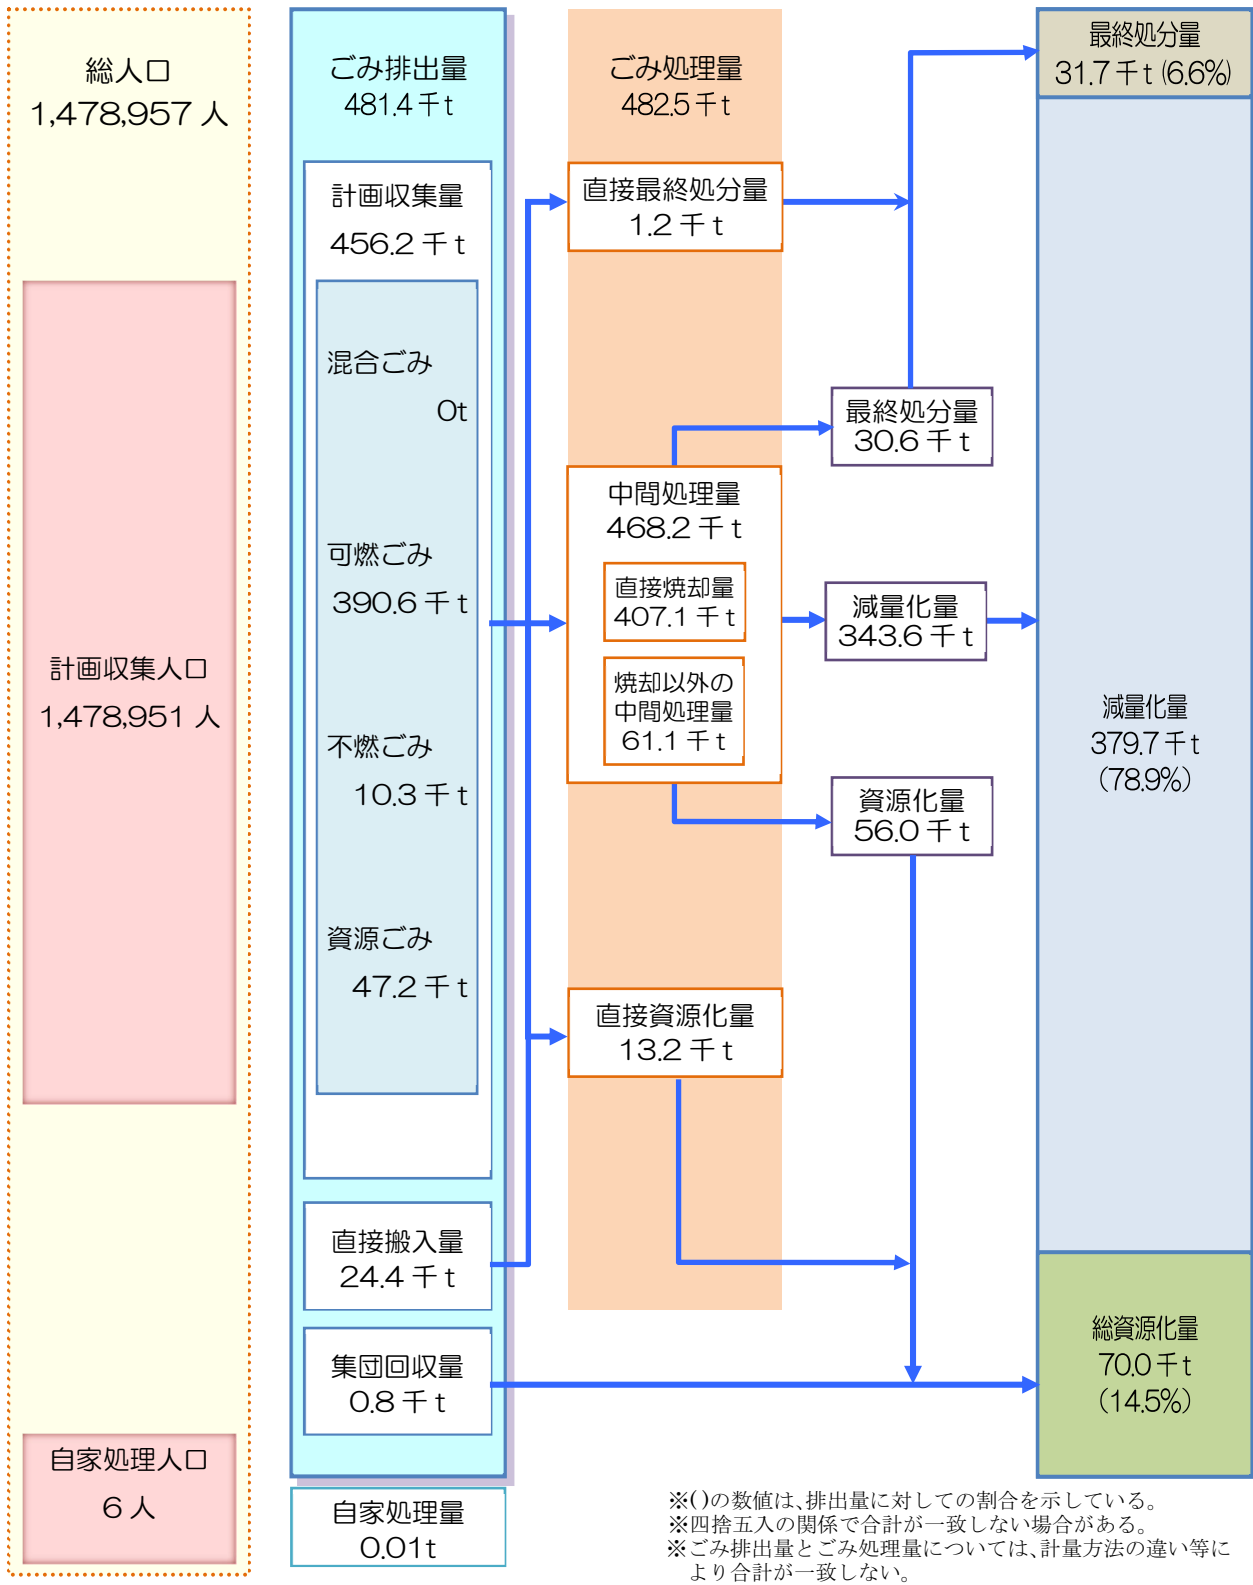 総人口
1,478,957 人
計画収集人口
1,478,951 人
自家処理人口
6 人
ごみ排出量
481.4千t
計画収集量
456.2 千 t
混合ごみ
0t
可燃ごみ
390.6 千 t
不燃ごみ
10.3 千 t
資源ごみ
47.2 千 t
直接搬入量
24.4 千 t
集団回収量
0.8 千 t
自家処理量
0.01t
ごみ処理量
482.5千t
直接最終処分量
1.2 千 t
中間処理量
468.2 千 t
直接焼却量
407.1 千 t
焼却以外の
中間処理量
61.1 千 t
直接資源化量
13.2 千 t
最終処分量
30.6 千 t
減量化量
343.6 千 t
資源化量
56.0 千 t
最終処分量
31.7 千 t (6.6%)
減量化量
379.7 千 t
(78.9%)
総資源化量
70.0 千 t
(14.5%)
※( )の数値は、排出量に対しての割合を示している。
※四捨五入の関係で合計が一致しない場合がある。
※ごみ排出量とごみ処理量については、計量方法の違い等に
より合計が一致しない。